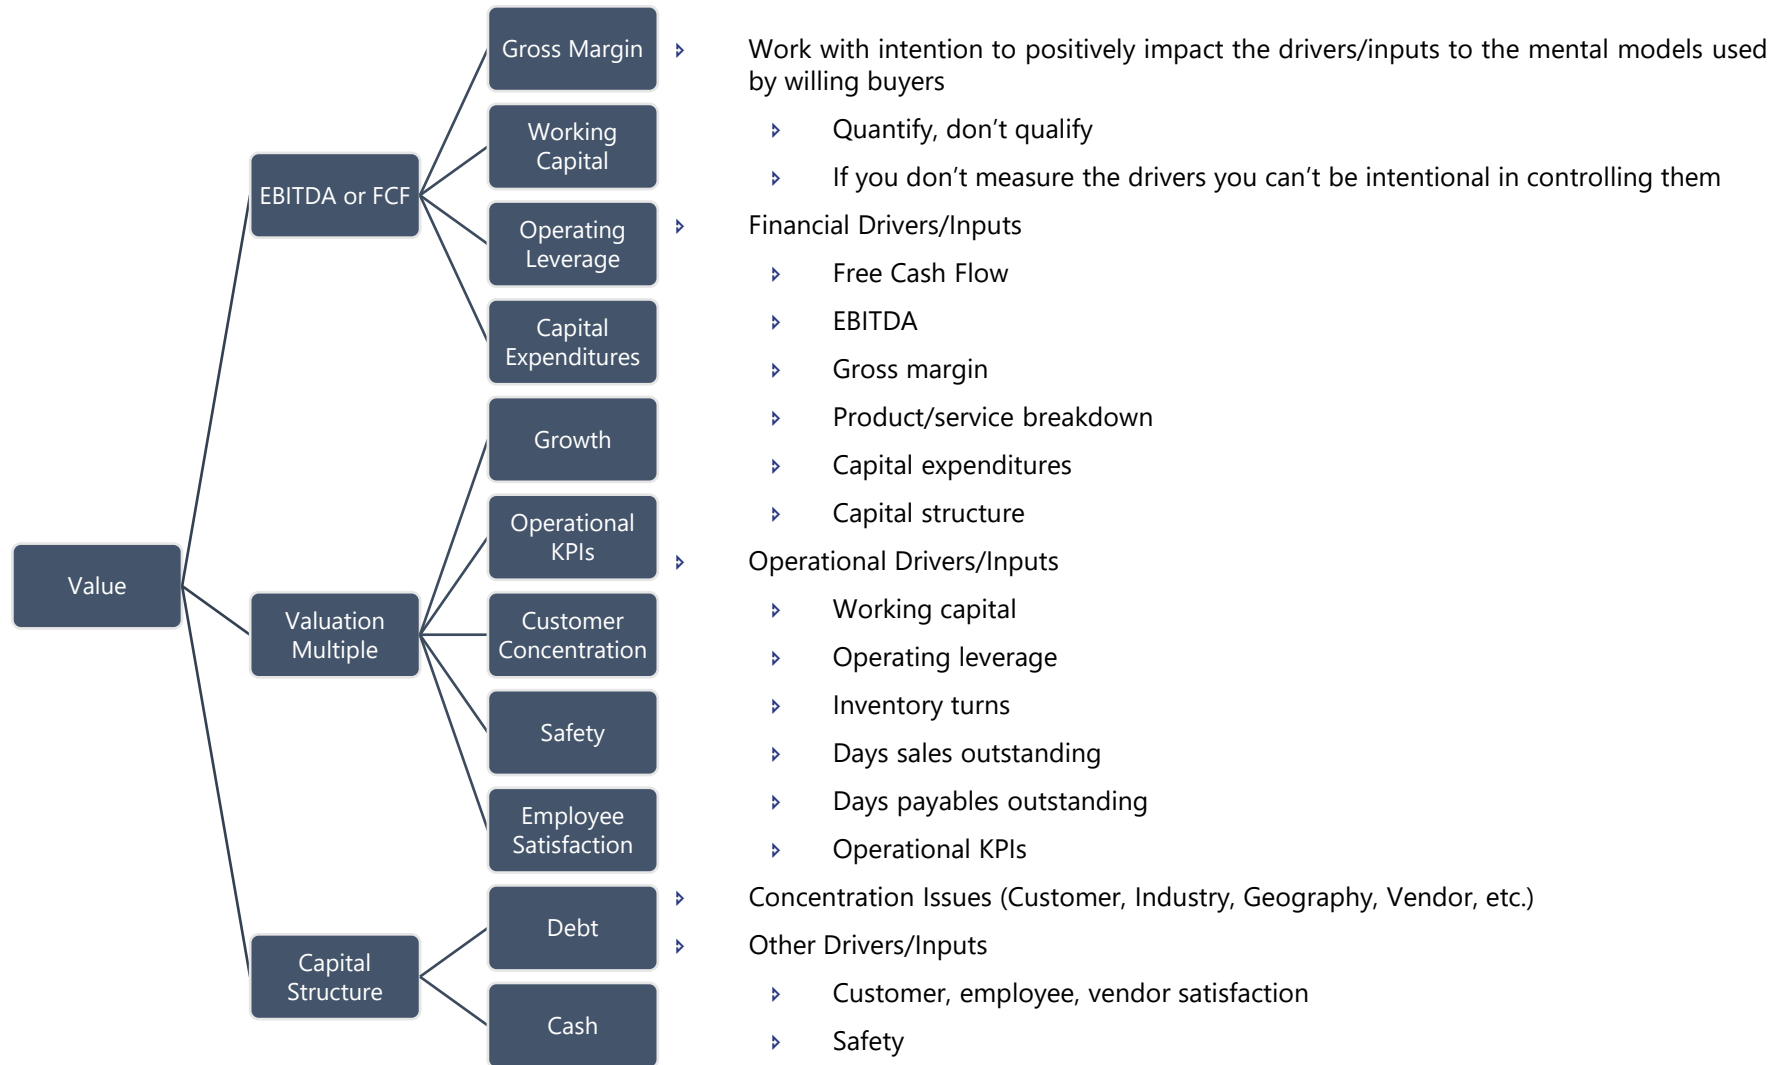 Value
EBITDA or FCF
Gross Margin
Working
Capital
Operating
Leverage
Capital
Expenditures
Valuation
Multiple
Growth
Operational
KPIs
Customer
Concentration
Safety
Employee
Satisfaction
Capital
Structure
Debt
Cash
Work with intention to positively impact the drivers/inputs to the mental models used
by willing buyers
Quantify, don’t qualify
If you don’t measure the drivers you can’t be intentional in controlling them
Financial Drivers/Inputs
Free Cash Flow
EBITDA
Gross margin
Product/service breakdown
Capital expenditures
Capital structure
Operational Drivers/Inputs
Working capital
Operating leverage
Inventory turns
Days sales outstanding
Days payables outstanding
Operational KPIs
Concentration Issues (Customer, Industry, Geography, Vendor, etc.)
Other Drivers/Inputs
Customer, employee, vendor satisfaction
Safety